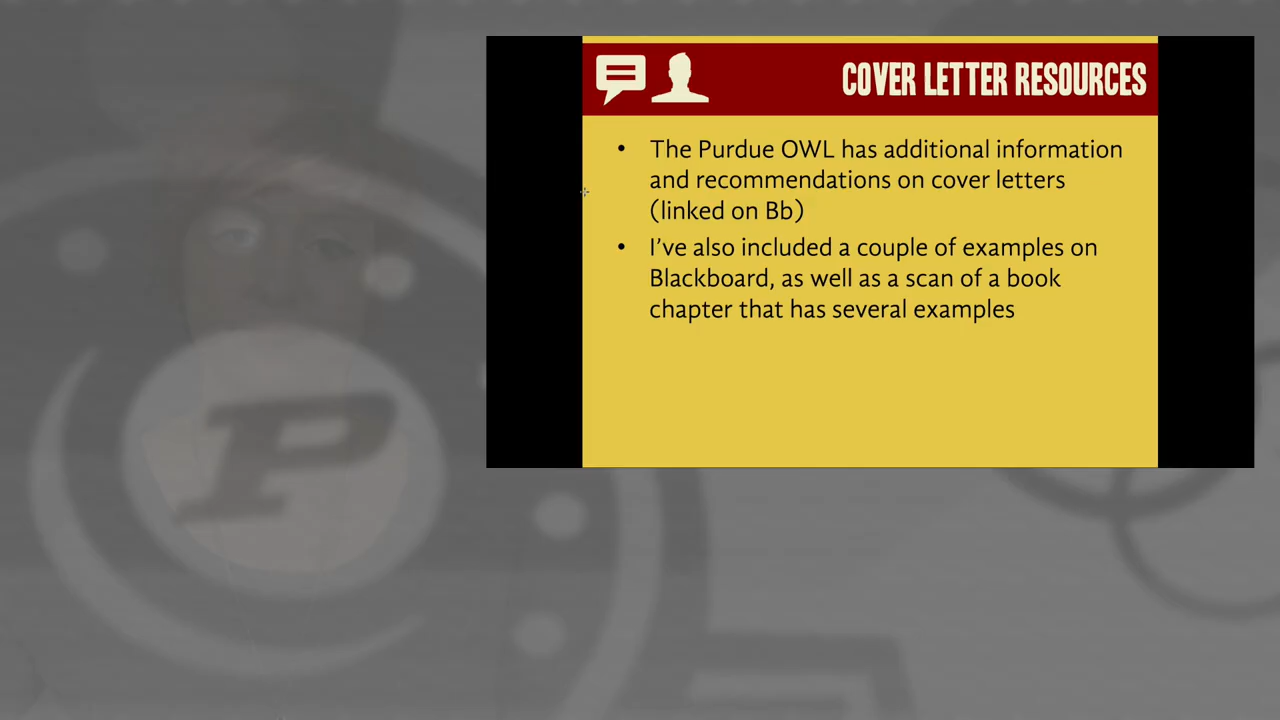 COVER LETTER RESOURCES
• The Purdue OWL has additional information
and recommendations on cover letters
(linked on Bb)
• I've also included a couple of examples on
Blackboard, as well as a scan of a book
chapter that has several examples
P